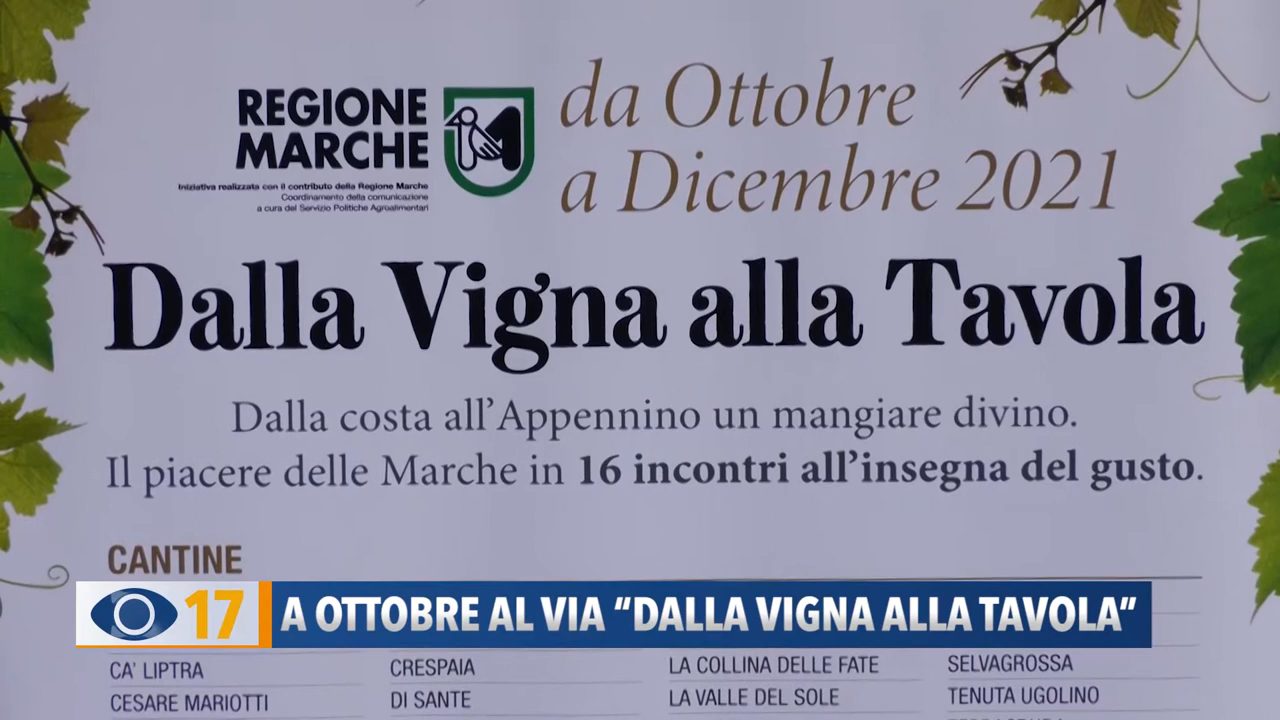 REGIONE
MARCHE
Iniziativa realizzata con il contributo della Regione Marche
Coordinamento della comunicazione
a cura del Servizio Politiche Agroalimentari
da Ottobre
a Dicembre 2021
Dalla Vigna alla Tavola
Dalla costa all'Appennino un mangiare divino.
Il piacere delle Marche in 16 incontri all'insegna del gusto.
CANTINE
17 A OTTOBRE AL VIA “DALLA VIGNA ALLA TAVOLA”
CA' LIPTRA CRESPAIA LA COLLINA DELLE FATE SELVAGROSSA
CESARE MARIOTTI DI SANTE LA VALLE DEL SOLE TENUTA UGOLINO